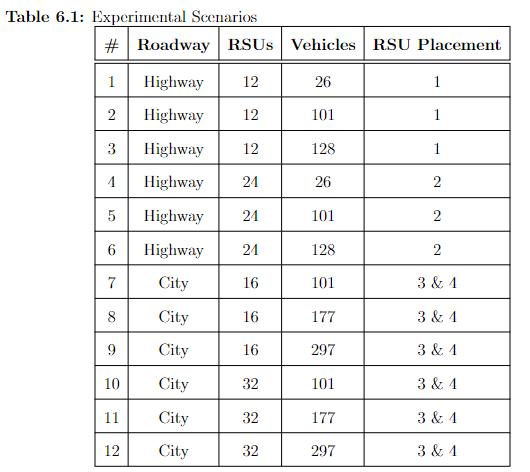 Table 6.1: Experimental Scenarios
# Roadway RSUs Vehicles RSU Placement
1 Highway 12 26 1
2 Highway 12 101 1
3 Highway 12 128 1
4 Highway 24 26 2
5 Highway 24 101 2
6 Highway 24 128 2
7 City 16 101 3 & 4
8 City 16 177 3 & 4
9 City 16 297 3 & 4
10 City 32 101 3 & 4
11 City 32 177 3 & 4
12 City 32 297 3 & 4